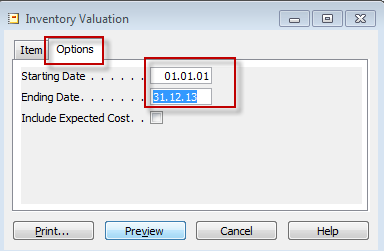 Inventory Valuation
Item Options
Starting Date . . . . . . 01.01.01
Ending Date . . . . . . . 31.12.13
Include Expected Cost . .
Print... Preview Cancel Help